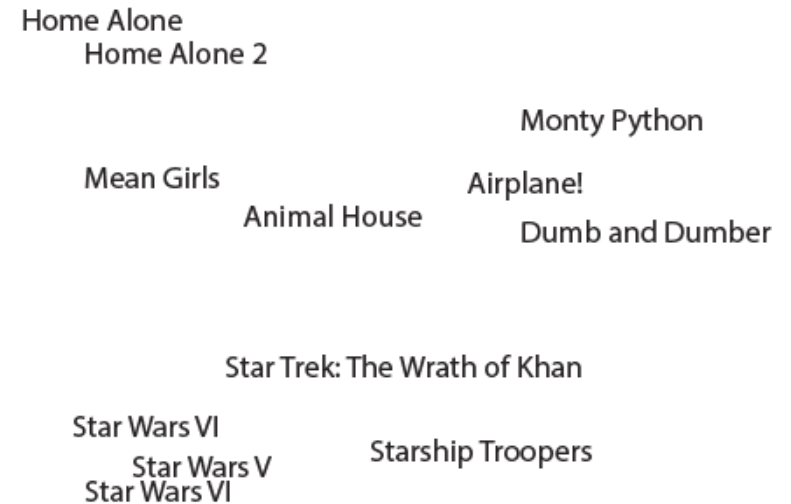 Home Alone
Home Alone 2
Monty Python
Mean Girls
Airplane!
Animal House
Dumb and Dumber
Star Trek: The Wrath of Khan
Star Wars VI
Starship Troopers
Star Wars V
Star Wars VI